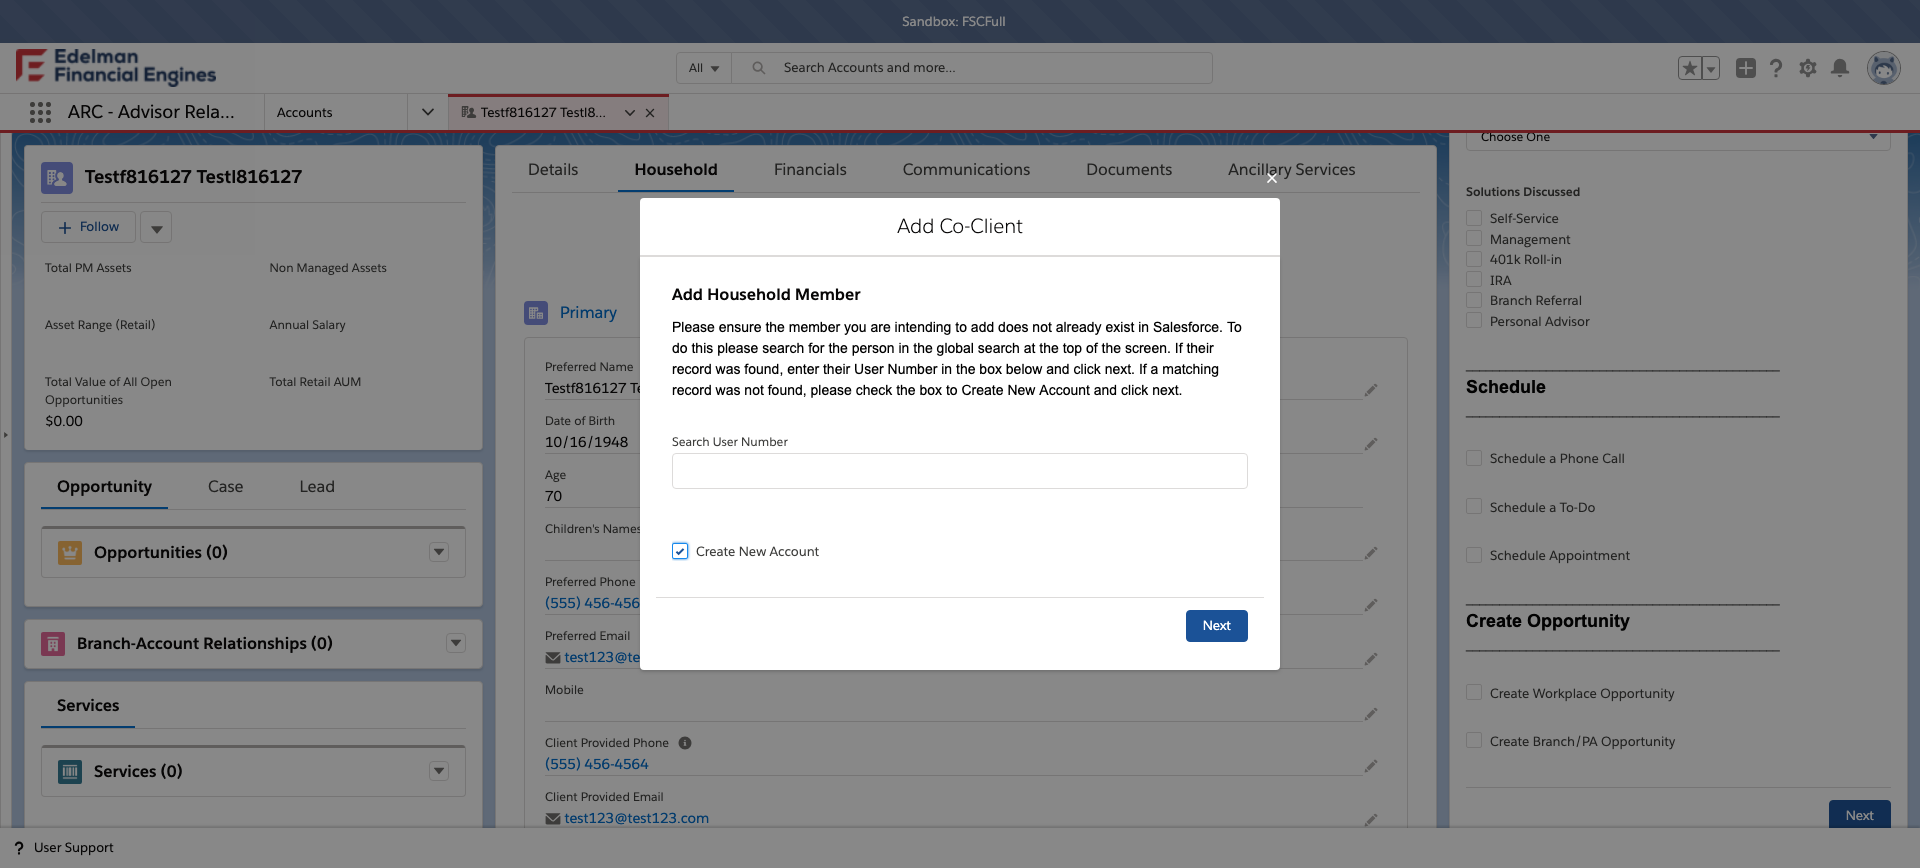 Sandbox: FSCFull
Edelman
Financial Engines
All
Search Accounts and more...
ARC - Advisor Rela...
Accounts
Testf816127 Testl8...
Testf816127 Testl816127
Follow
Total PM Assets
Non Managed Assets
Asset Range (Retail)
Annual Salary
Total Value of All Open
Opportunities
Total Retail AUM
$0.00
Opportunity
Case
Lead
Opportunities (0)
Branch-Account Relationships (0)
Services
Services (0)
Details
Household
Financials
Communications
Documents
Ancillary Services
Primary
Preferred Name
Testf816127 Te
Date of Birth
10/16/1948
Age
70
Children's Names
Preferred Phone
(555) 456-456
Preferred Email
test123@te
Mobile
Client Provided Phone
(555) 456-4564
Client Provided Email
test123@test123.com
Add Co-Client
Add Household Member
Please ensure the member you are intending to add does not already exist in Salesforce. To
do this please search for the person in the global search at the top of the screen. If their
record was found, enter their User Number in the box below and click next. If a matching
record was not found, please check the box to Create New Account and click next.
Search User Number
Create New Account
Next
Choose One
Solutions Discussed
Self-Service
Management
401k Roll-in
IRA
Branch Referral
Personal Advisor
Schedule
Schedule a Phone Call
Schedule a To-Do
Schedule Appointment
Create Opportunity
Create Workplace Opportunity
Create Branch/PA Opportunity
Next
? User Support